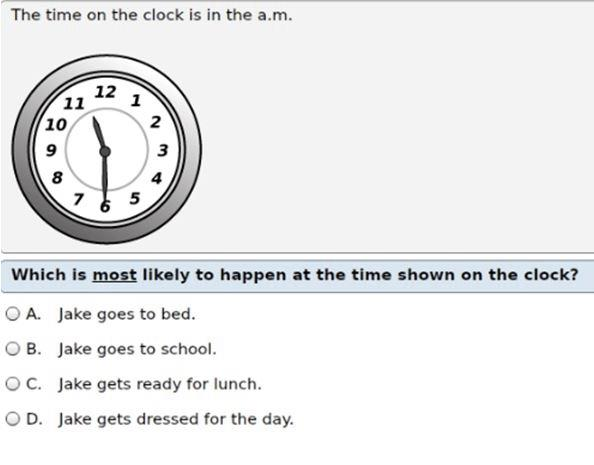 The time on the clock is in the a.m.
12
11 1
10 2
9 3
8 4
7 6 5
Which is most likely to happen at the time shown on the clock?
A. Jake goes to bed.
B. Jake goes to school.
C. Jake gets ready for lunch.
D. Jake gets dressed for the day.